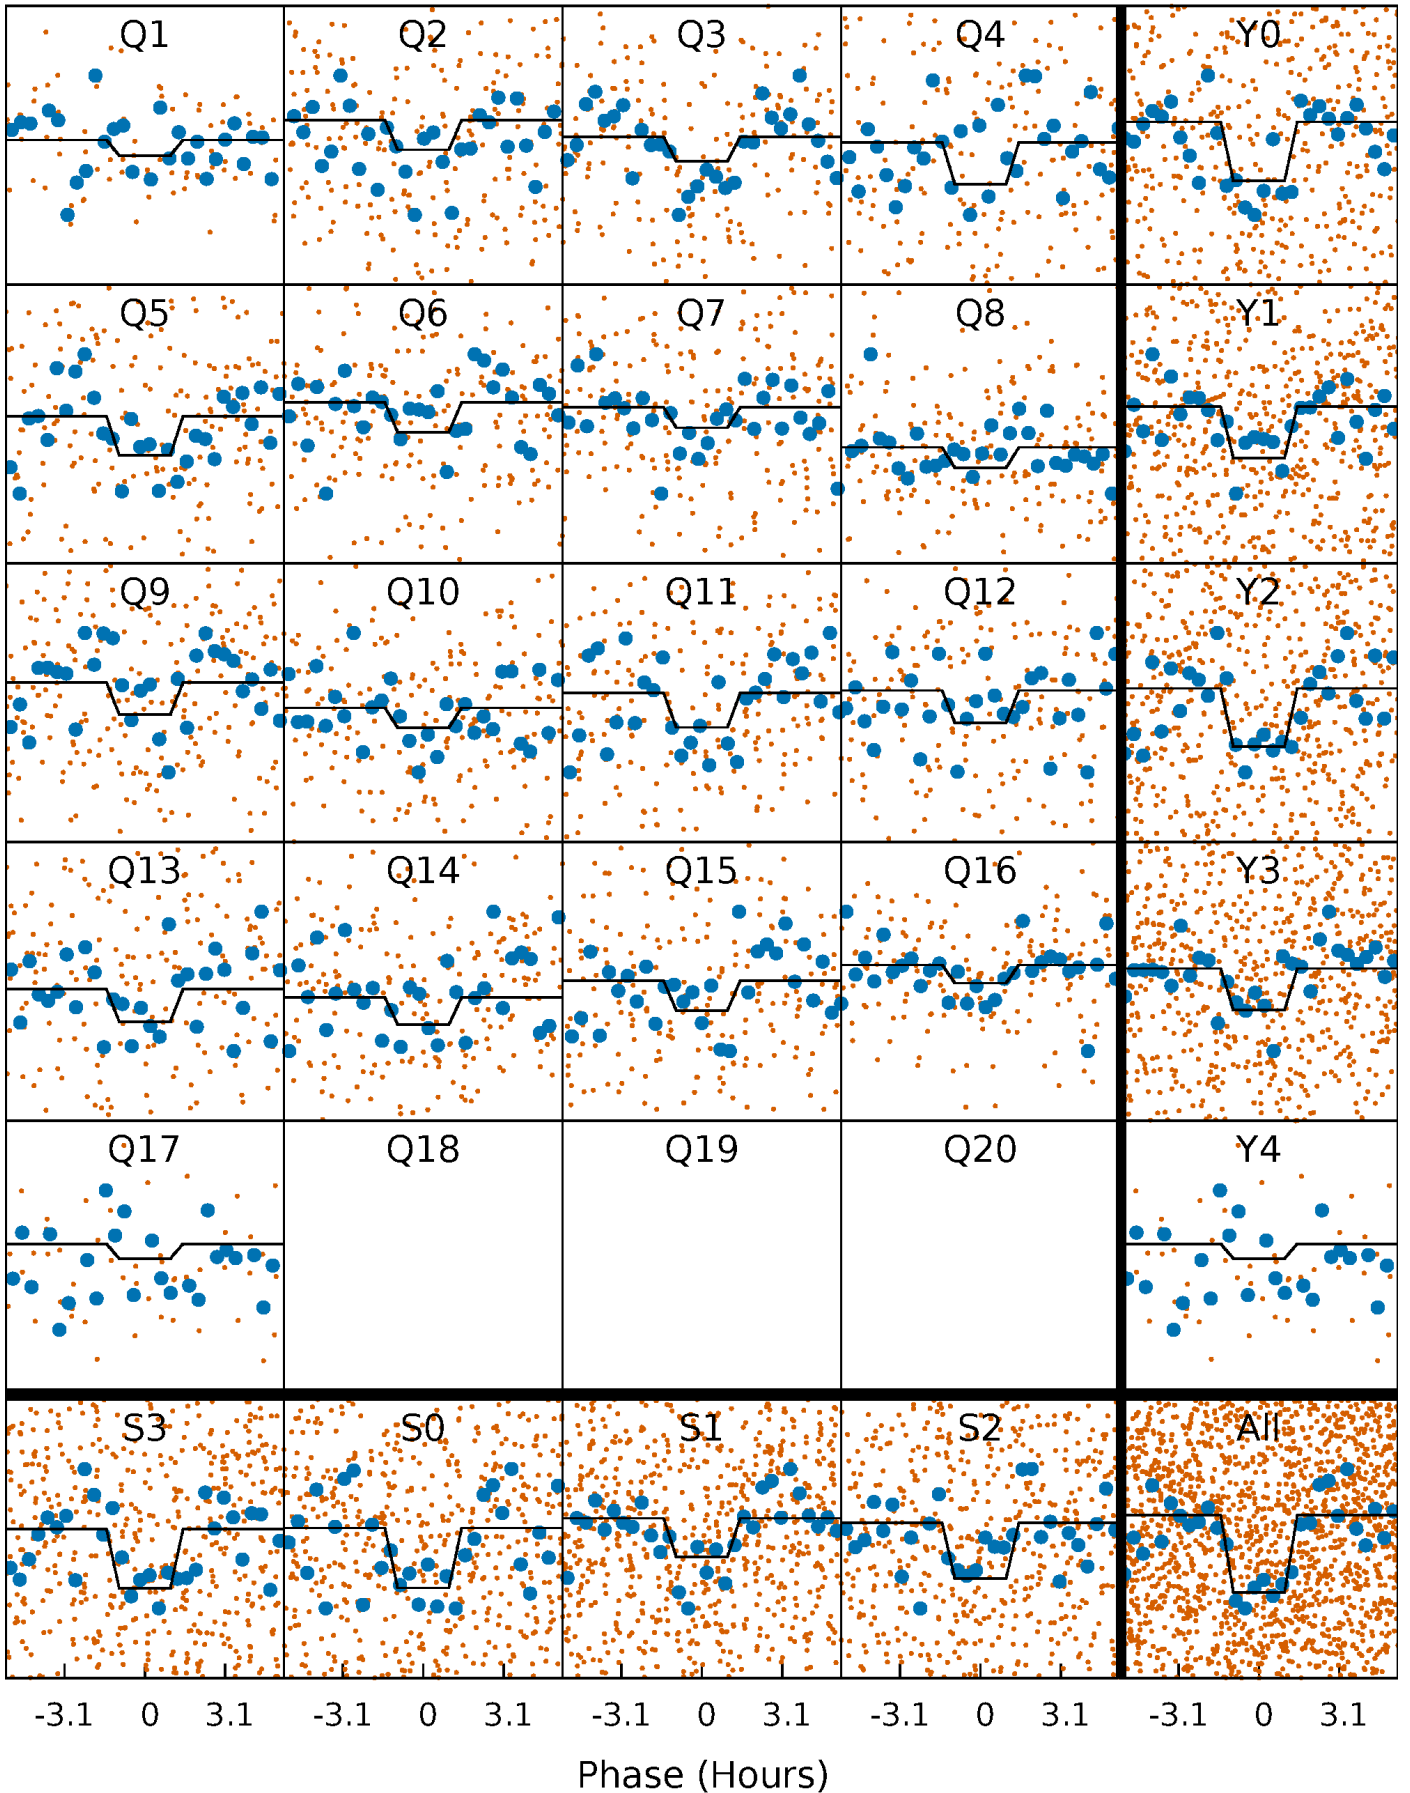 Q1 Q2 Q3 Q4 Y0
Q5 Q6 Q7 Q8 Y1
Q9 Q10 Q11 Q12 Y2
Q13 Q14 Q15 Q16 Y3
Q17 Q18 Q19 Q20 Y4
S3 S0 S1 S2 All
-3.1 0 3.1 -3.1 0 3.1 -3.1 0 3.1 -3.1 0 3.1 -3.1 0 3.1
Phase (Hours)